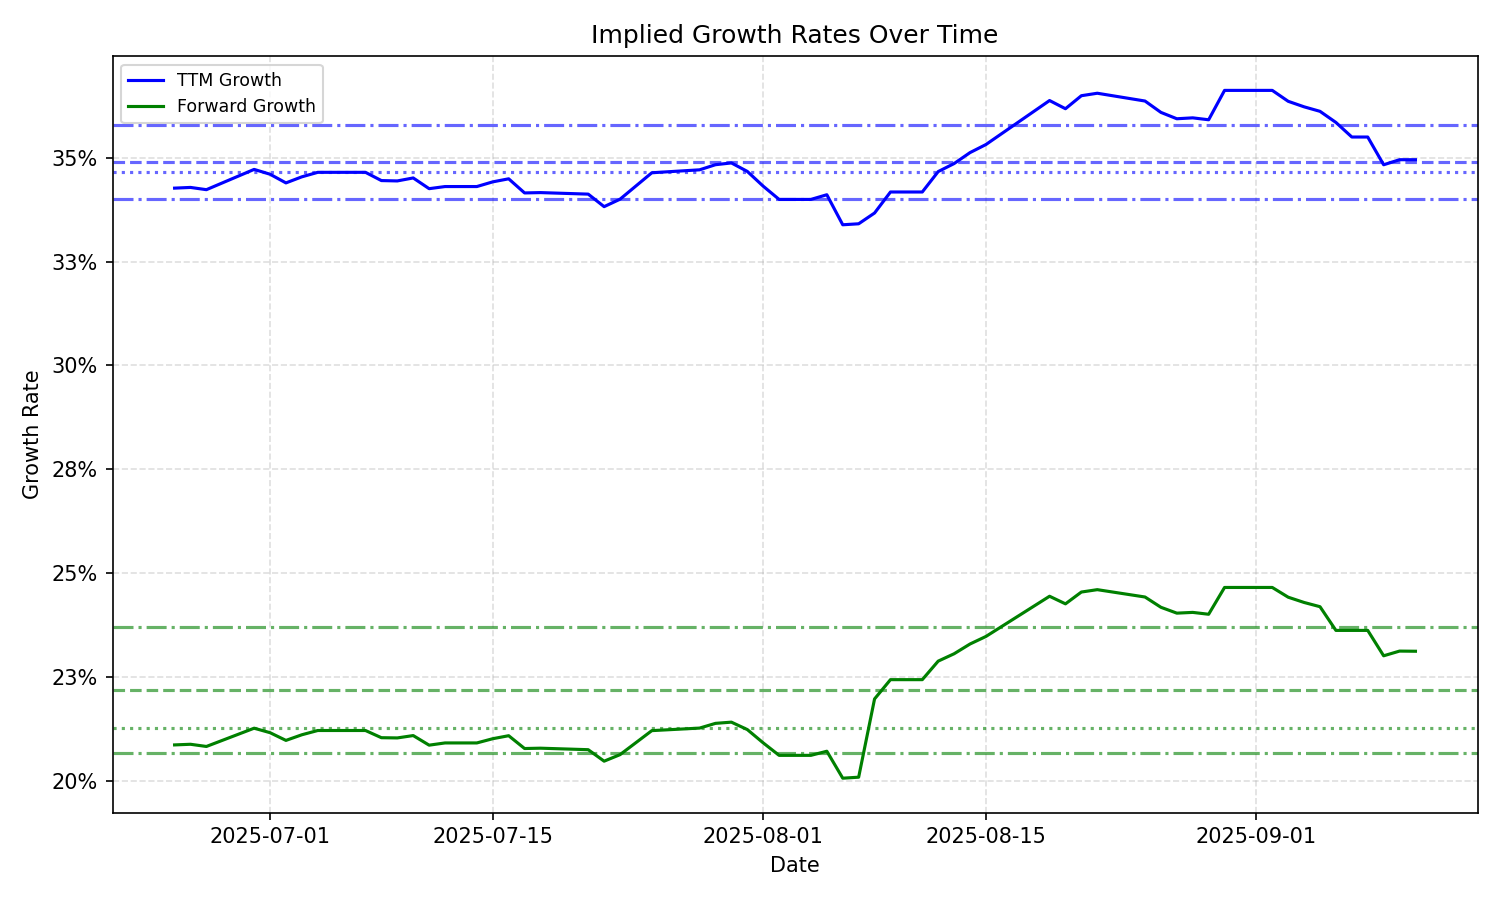 Implied Growth Rates Over Time
TTM Growth
Forward Growth
35%
33%
30%
28%
25%
23%
20%
Growth Rate
2025-07-01
2025-07-15
2025-08-01
2025-08-15
2025-09-01
Date